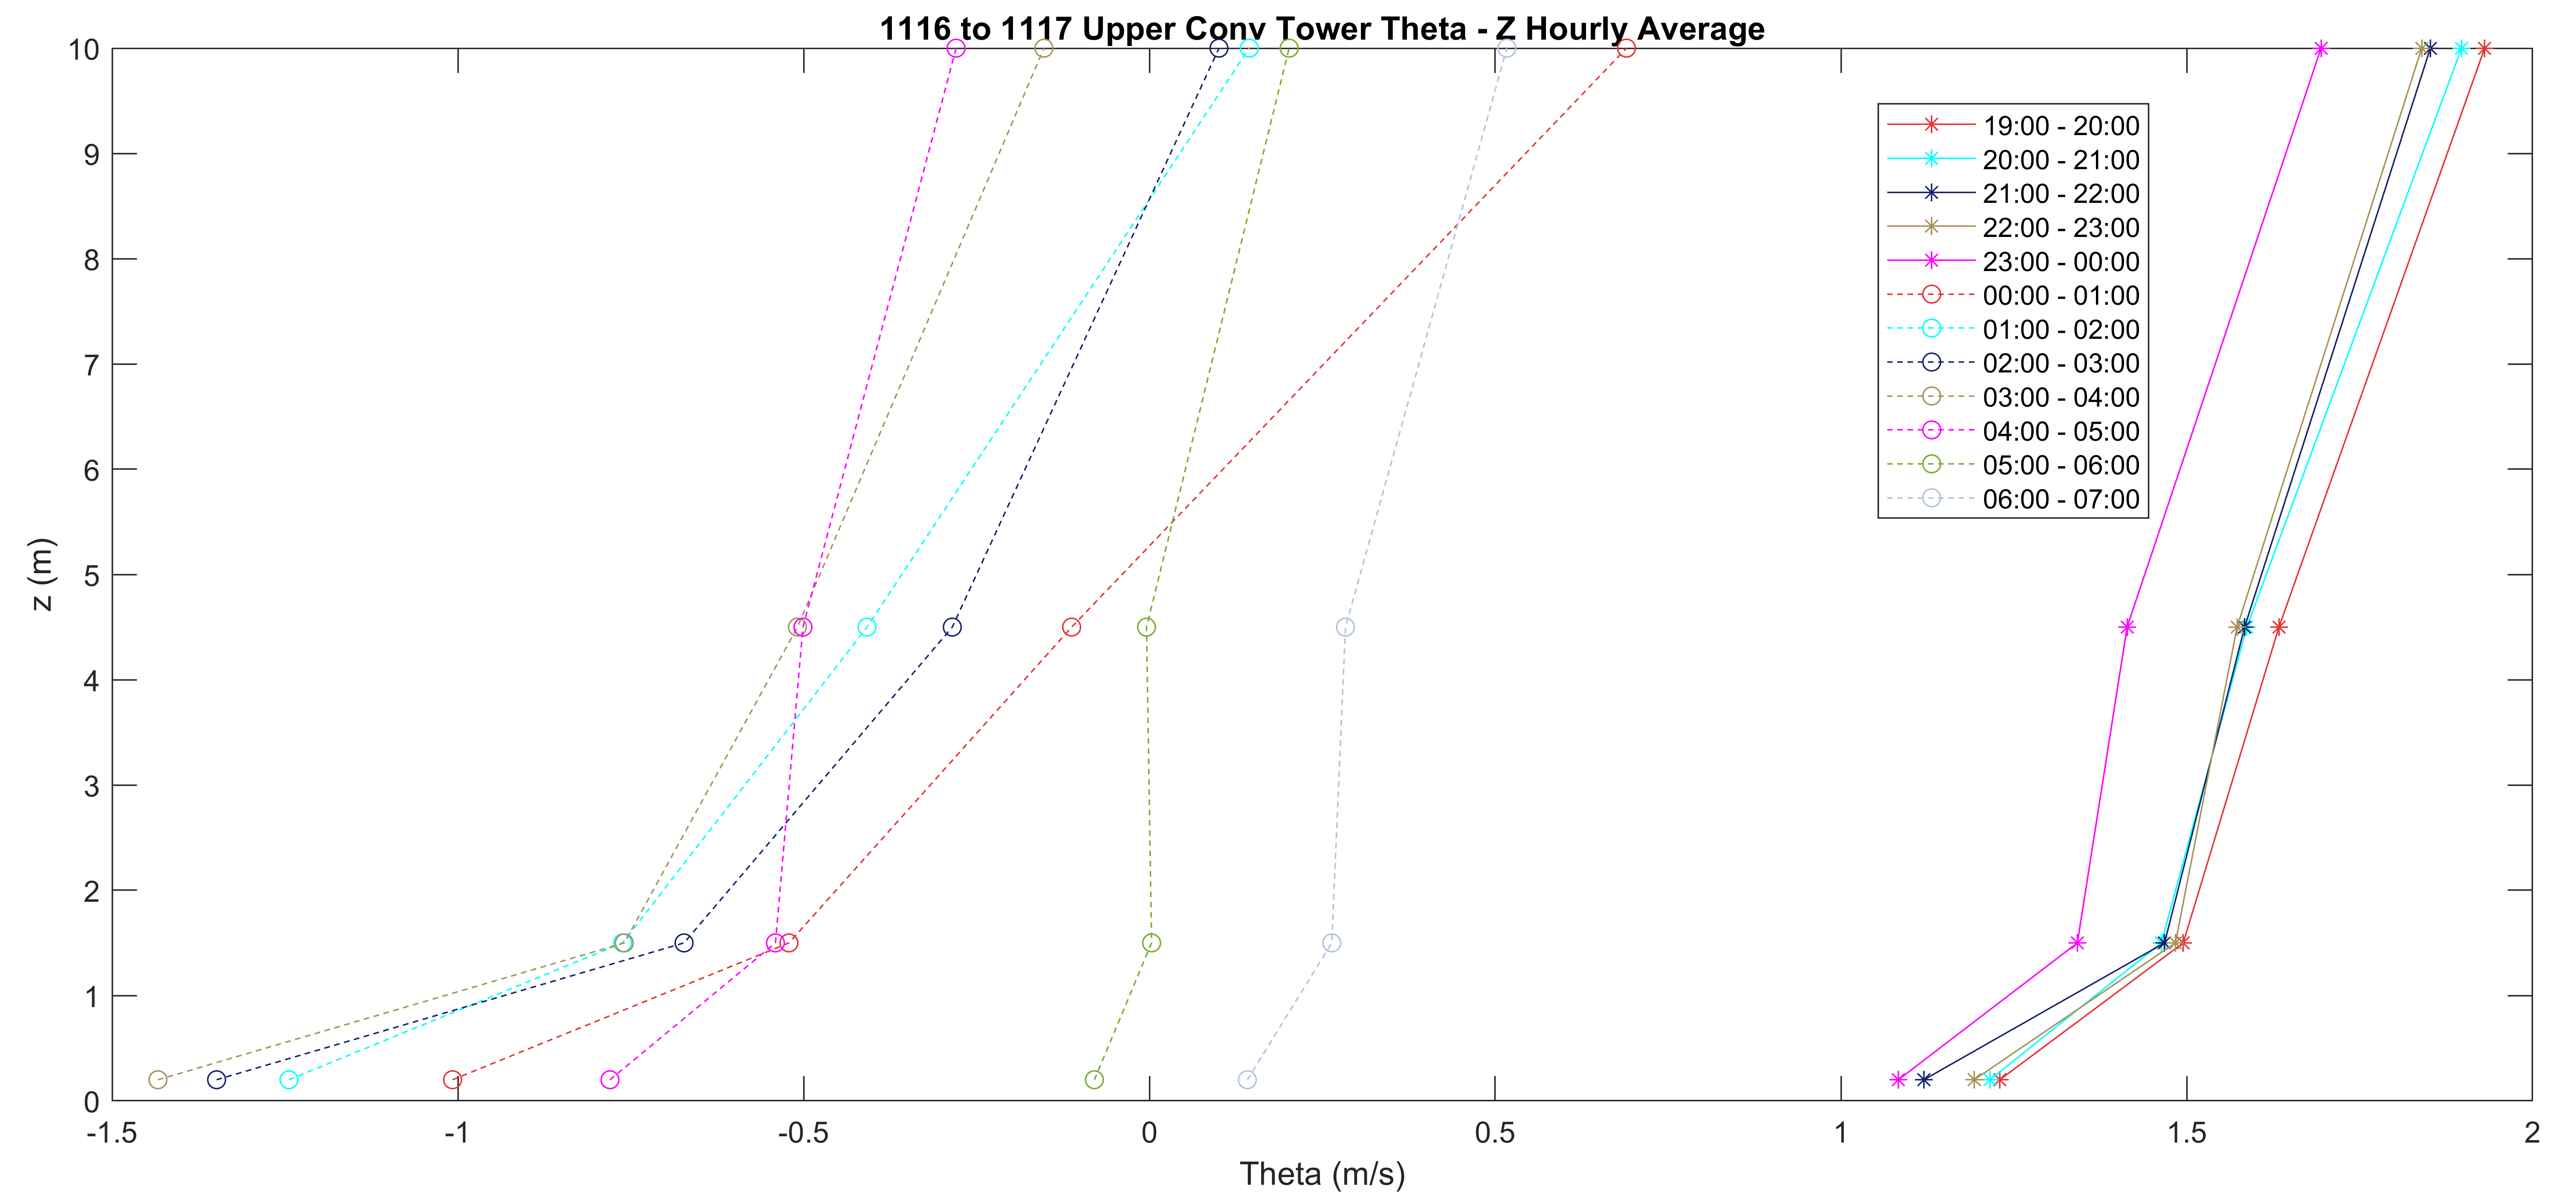 1116 to 1117 Upper Conv Tower Theta - Z Hourly Average
10
9
8
7
6
5
4
3
2
1
0
z (m)
19:00 - 20:00
20:00 - 21:00
21:00 - 22:00
22:00 - 23:00
23:00 - 00:00
00:00 - 01:00
01:00 - 02:00
02:00 - 03:00
03:00 - 04:00
04:00 - 05:00
05:00 - 06:00
06:00 - 07:00
-1.5 -1 -0.5 0 0.5 1 1.5 2
Theta (m/s)